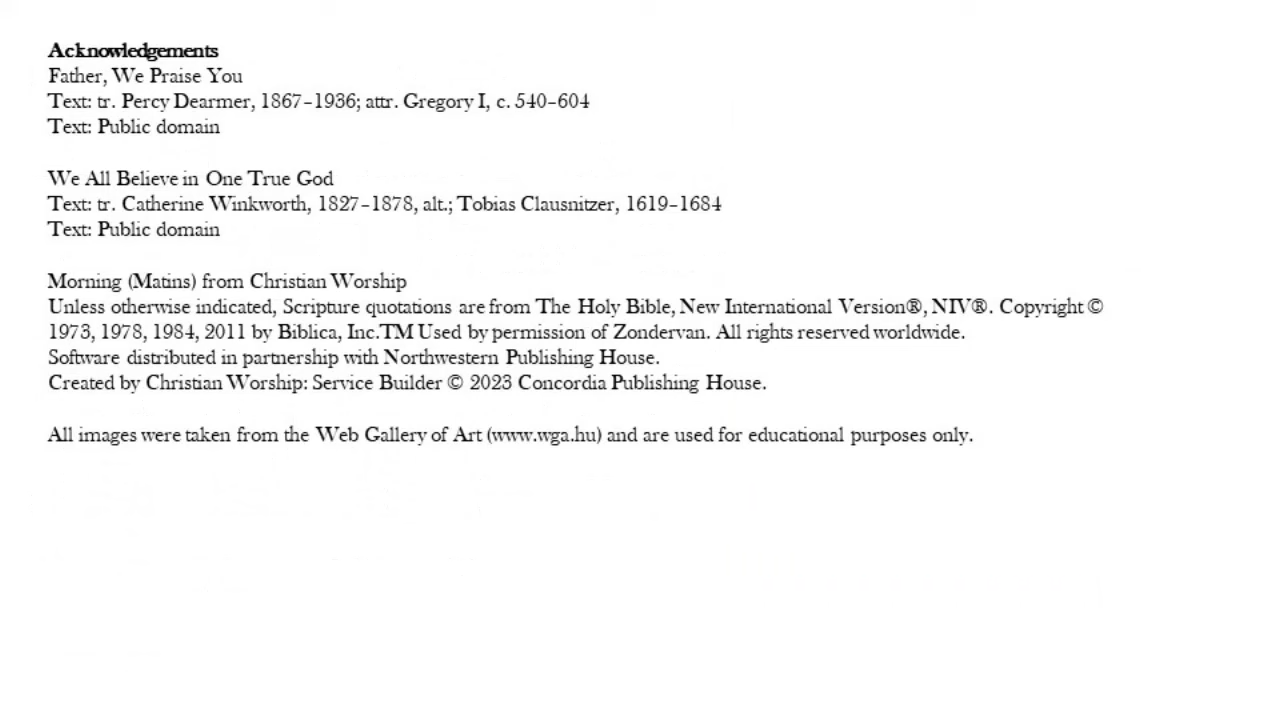 Acknowledgements
Father, We Praise You
Text: tr. Percy Dearmer, 1867–1936; attr. Gregory I, c. 540–604
Text: Public domain
We All Believe in One True God
Text: tr. Catherine Winkworth, 1827–1878, alt.; Tobias Clausnitzer, 1619–1684
Text: Public domain
Morning (Matins) from Christian Worship
Unless otherwise indicated, Scripture quotations are from The Holy Bible, New International Version®, NIV®. Copyright ©
1973, 1978, 1984, 2011 by Biblica, Inc.TM Used by permission of Zondervan. All rights reserved worldwide.
Software distributed in partnership with Northwestern Publishing House.
Created by Christian Worship: Service Builder © 2023 Concordia Publishing House.
All images were taken from the Web Gallery of Art (www.wga.hu) and are used for educational purposes only.